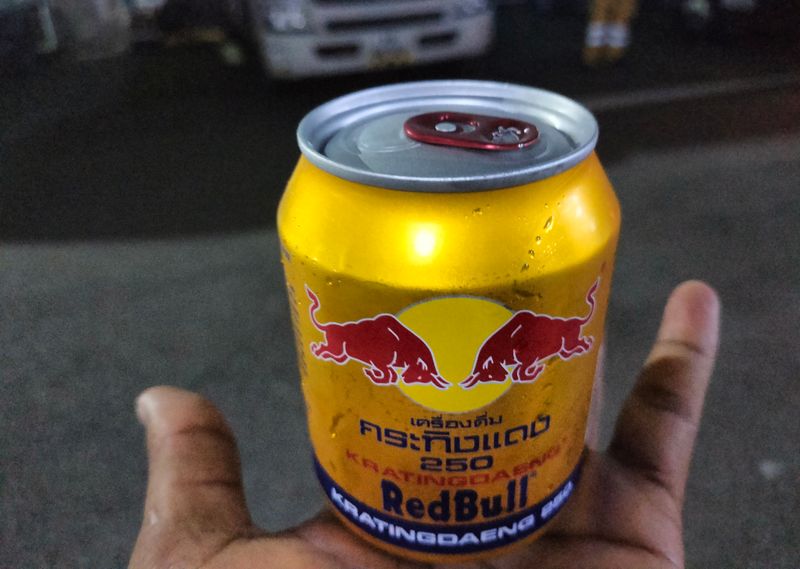 เครื่องดื่ม
กระทิงแดง
250
KRATINGDAENG
RedBull
KRATINGDAENG 250